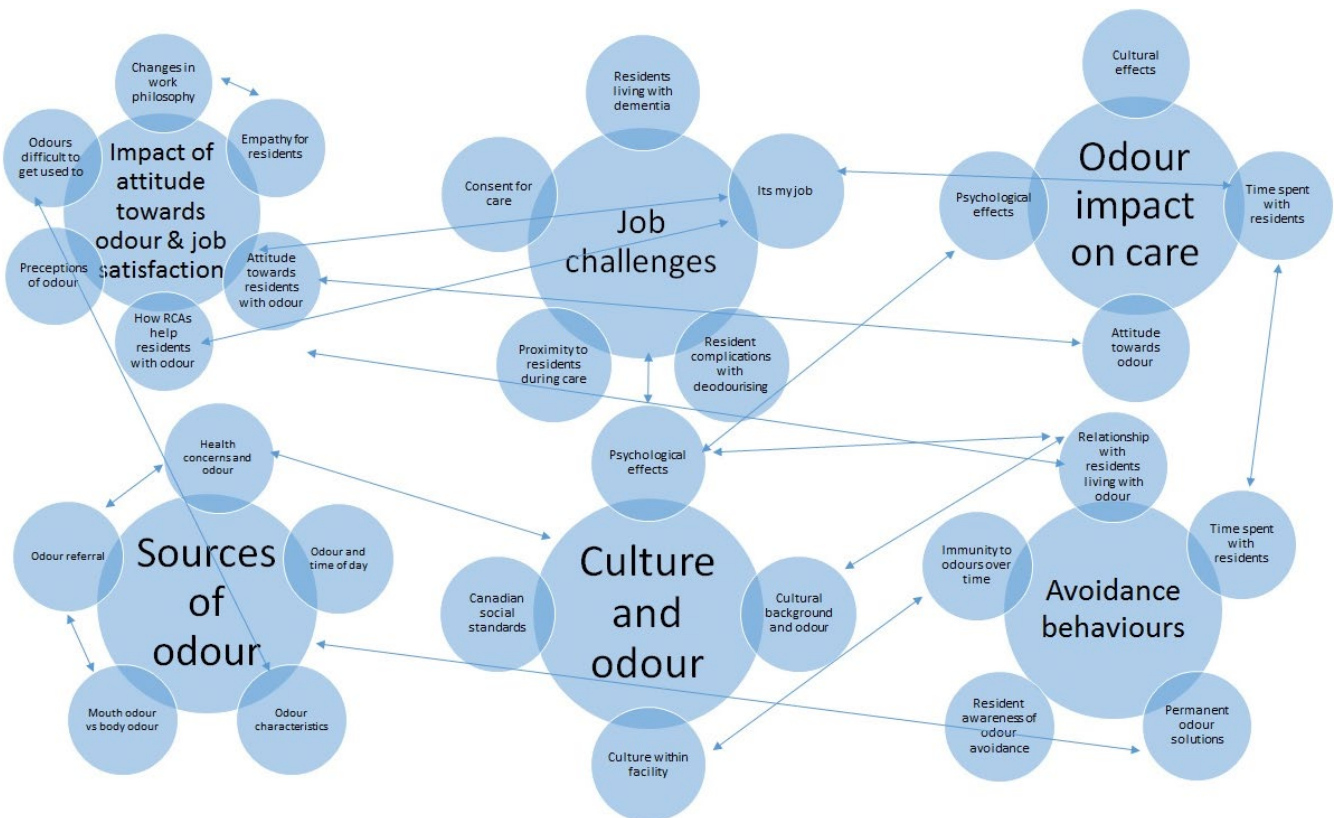 Changes in
work
philosophy
Odours
difficult to
get used to
Empathy for
residents
Impact of
attitude
towards
odour & job
satisfaction
Preceptions
of odour
Attitude
towards
residents
with odour
How RCAs
help
residents
with odour
Residents
living with
dementia
Consent for
care
Its my job
Job
challenges
Proximity to
residents
during care
Resident
complications
with
deodourising
Cultural
effects
Psychological
effects
Odour
impact
on care
Time spent
with
residents
Attitude
towards
odour
Health
concerns and
odour
Odour referral
Odour and
time of day
Sources
of
odour
Mouth odour
vs body odour
Odour
characteristics
Psychological
effects
Canadian
social
standards
Culture
and
odour
Cultural
background
and odour
Culture within
facility
Relationship
with
residents
living with
odour
Immunity to
odours over
time
Time spent
with
residents
Avoidance
behaviours
Resident
awareness of
odour
avoidance
Permanent
odour
solutions